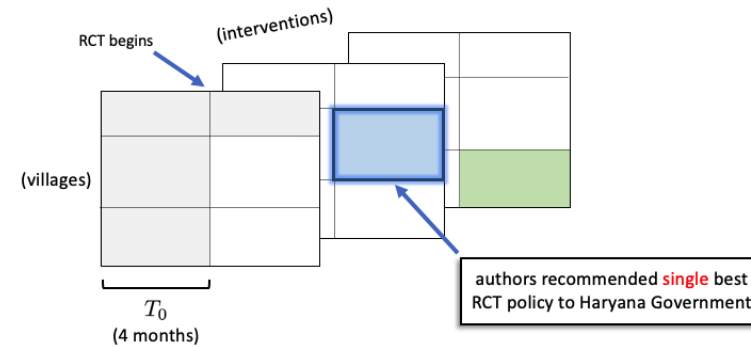 (interventions)
RCT begins
(villages)
authors recommended single best
RCT policy to Haryana Government
T₀
(4 months)